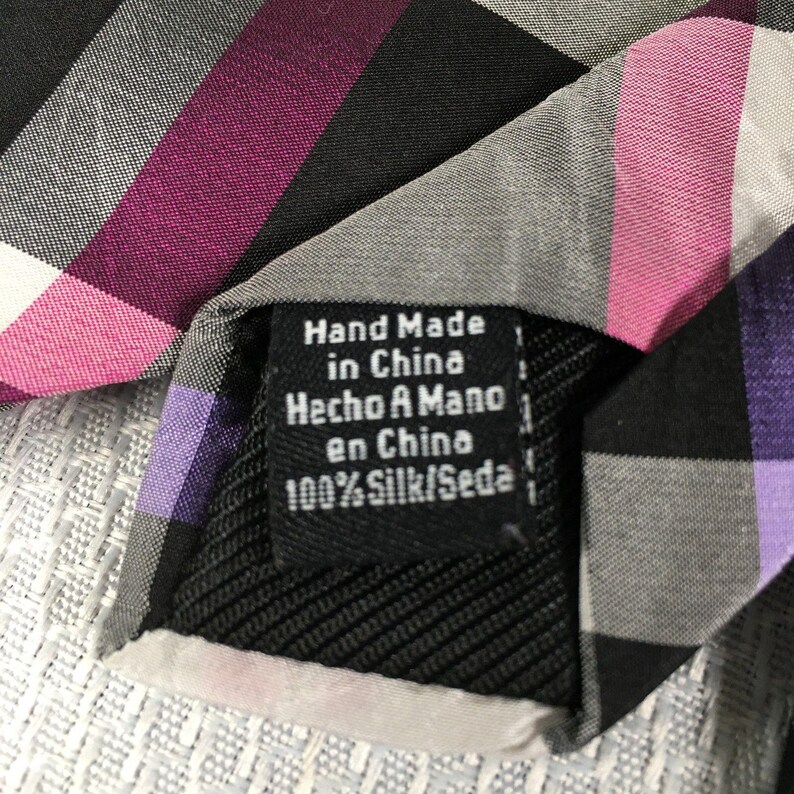 Hand Made
in China
Hecho A Mano
en China
100% Silk/Seda